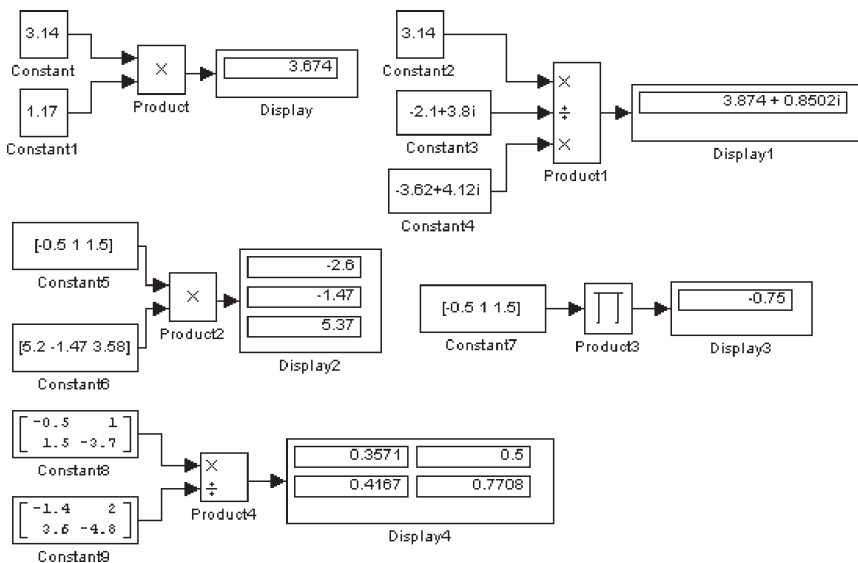 3.14
Constant
1.17
Constant1
×
Product
3.674
Display
3.14
Constant2
-2.1+3.8i
Constant3
-3.62+4.12i
Constant4
×
÷
×
Product1
3.874 + 0.8502i
Display1
[-0.5 1 1.5]
Constant5
[5.2 -1.47 3.58]
Constant6
×
Product2
-2.6
-1.47
5.37
Display2
[-0.5 1 1.5]
Constant7
∏
Product3
-0.75
Display3
-0.5 1
1.5 -3.7
Constant8
-1.4 2
3.6 -4.8
Constant9
×
÷
Product4
0.3571 0.5
0.4167 0.7708
Display4